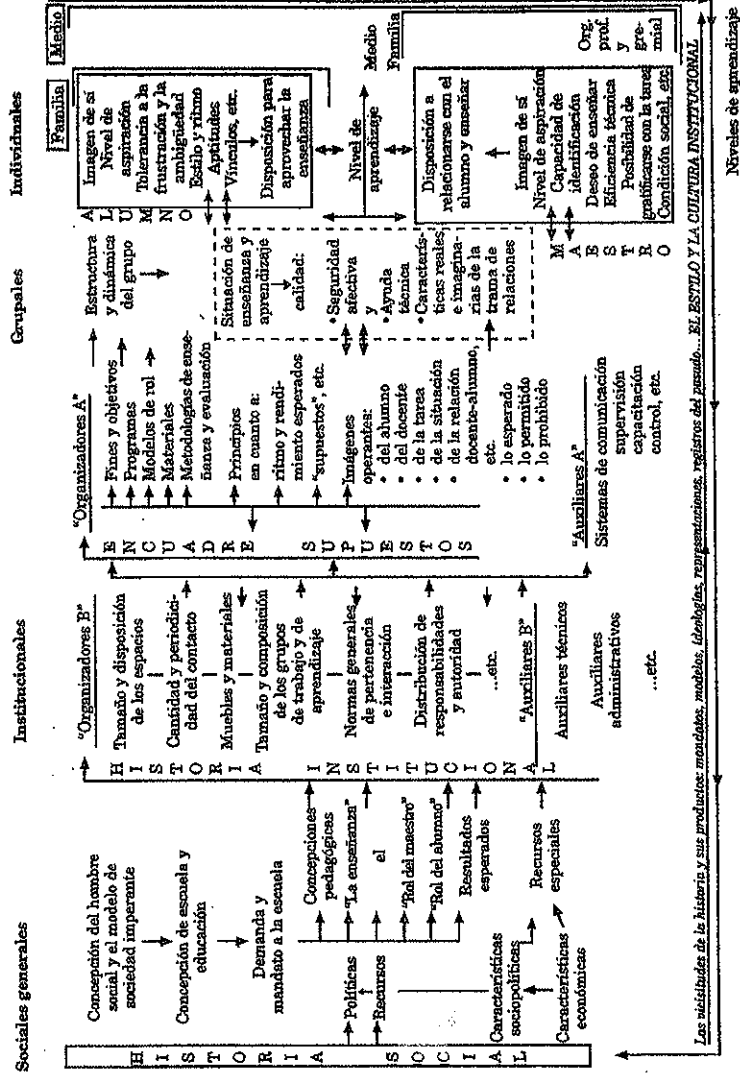 Sociales generales
Institucionales
Grupales
Individuales
HISTORIA SOCIAL
Concepción del hombre
social y el modelo de
sociedad imperante
Concepción de escuela y
educación
Demanda y
mandato a la escuela
Políticas
Recursos
Características
sociopolíticas
Características
económicas
Concepciones
pedagógicas
"La enseñanza"
el
"Rol del maestro"
"Rol del alumno"
Resultados
esperados
Recursos
especiales
HISTORIA INSTITUCIONAL
"Organizadores B"
Tamaño y disposición
de los espacios
Cantidad y periodici-
dad del contacto
Muebles y materiales
Tamaño y composición
de los grupos
de trabajo y de
aprendizaje
Normas generales
de pertenencia
e interacción
Distribución de
responsabilidades
y autoridad
...etc.
"Auxiliares B"
Auxiliares técnicos
Auxiliares
administrativos
...etc.
ENCUADRE SUPUESTOS
"Organizadores A"
Fines y objetivos
Programas
Modelos de rol
Materiales
Metodologías de ense-
ñanza y evaluación
Principios
en cuanto a:
ritmo y rendi-
miento esperados
"supuestos", etc.
Imágenes
operantes:
• del alumno
• del docente
• de la tarea
• de la situación
• de la relación
docente-alumno,
etc.
• lo esperado
• lo permitido
• lo prohibido
"Auxiliares A"
Sistemas de comunicación
supervisión
capacitación
control, etc.
Estructura
y dinámica
del grupo
Situación de
enseñanza y
aprendizaje
calidad:
• Seguridad
afectiva
y
• Ayuda
técnica
• Caracterís-
ticas reales
e imagina-
rias de la
trama de
relaciones
ALUMNO
Familia
Medio
Imagen de sí
Nivel de
aspiración
Tolerancia a la
frustración y la
ambigüedad
Estilo y ritmo
Aptitudes
Vínculos, etc.
Disposición para
aprovechar la
enseñanza
Nivel de
aprendizaje
Medio
Familia
MAESTRO
Disposición a
relacionarse con el
alumno y enseñar
Imagen de sí
Nivel de aspiración
Capacidad de
identificación
Deseo de enseñar
Eficiencia técnica
Posibilidad de
gratificarse con la tarea
Condición social, etc.
Org.
prof.
y
gre-
mial
Las vicisitudes de la historia y sus productos: mandatos, modelos, ideologías, representaciones, registros del pasado... EL ESTILO Y LA CULTURA INSTITUCIONAL
Niveles de aprendizaje